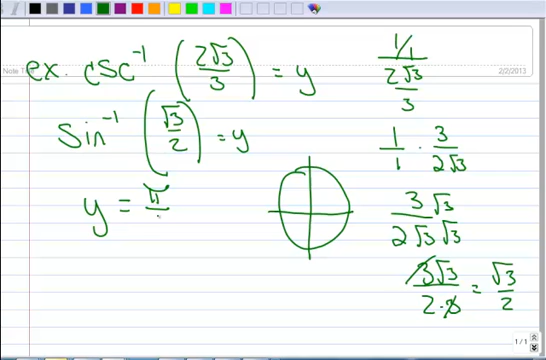 Note Title
2/2/2013
ex. csc⁻¹ (2√3/3) = y
sin⁻¹ (√3/2) = y
y = π
1/1
2√3/3
1/1 · 3/2√3
3 √3
2√3 √3
3√3/2·3 = √3/2
1/1